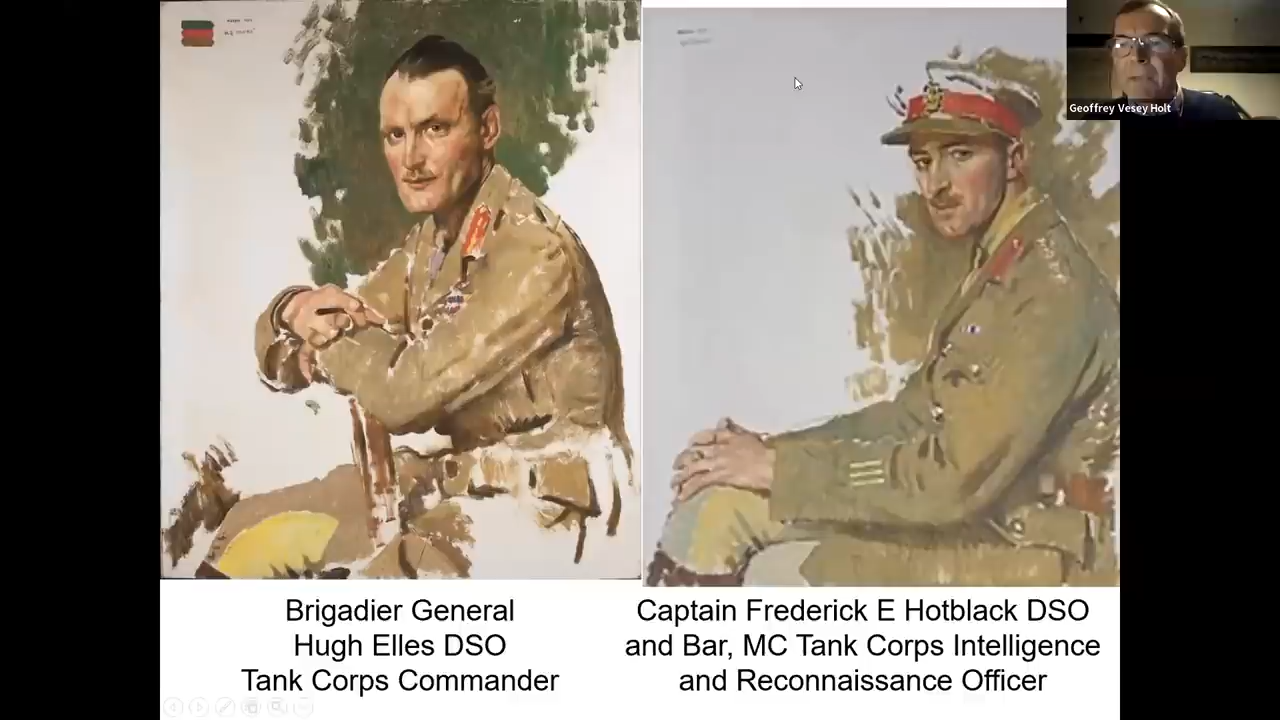 Geoffrey Vesey Holt
Brigadier General
Hugh Elles DSO
Tank Corps Commander
Captain Frederick E Hotblack DSO
and Bar, MC Tank Corps Intelligence
and Reconnaissance Officer